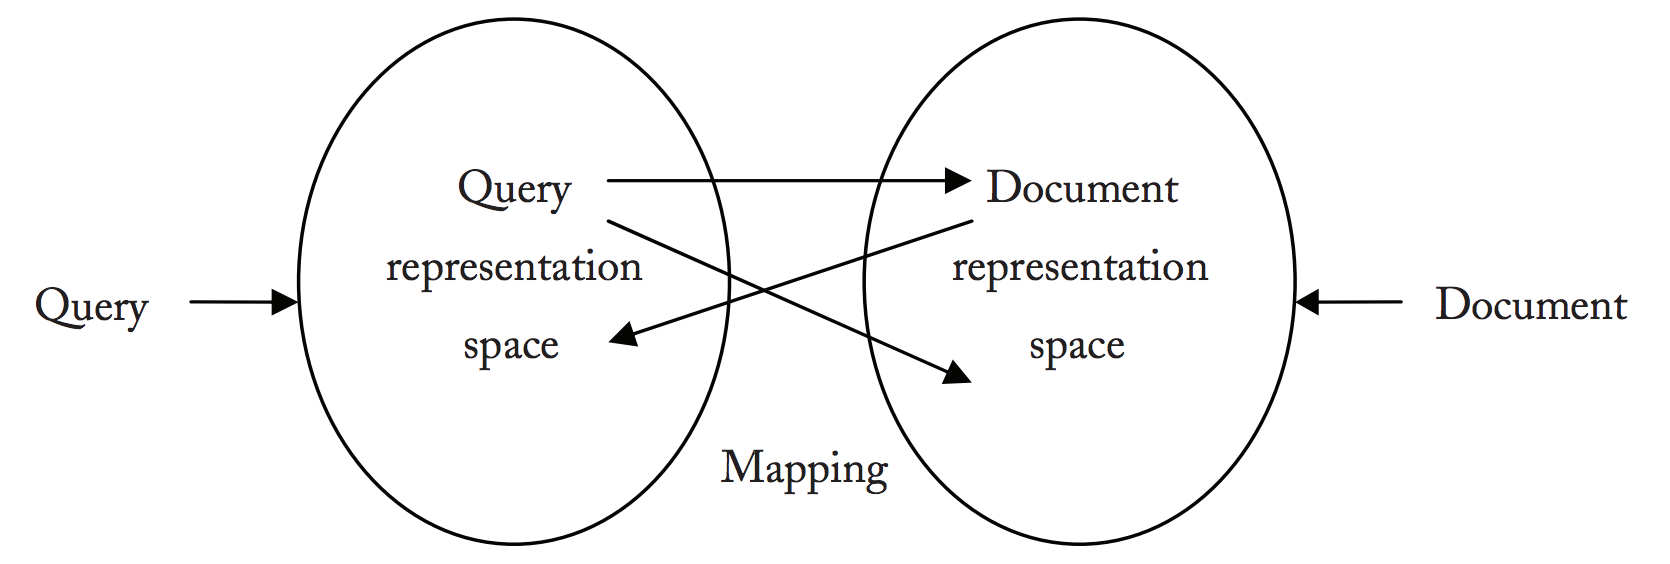 Query
Query
representation
space
Mapping
Document
representation
space
Document